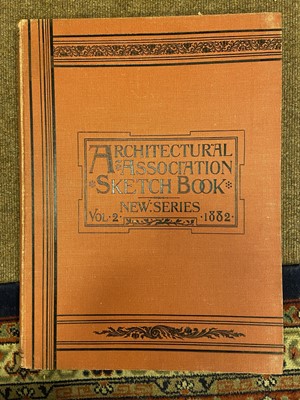 ARCHITECTURAL
ASSOCIATION
SKETCH BOOK
NEW: SERIES
VOL · 2 · 1882 ·